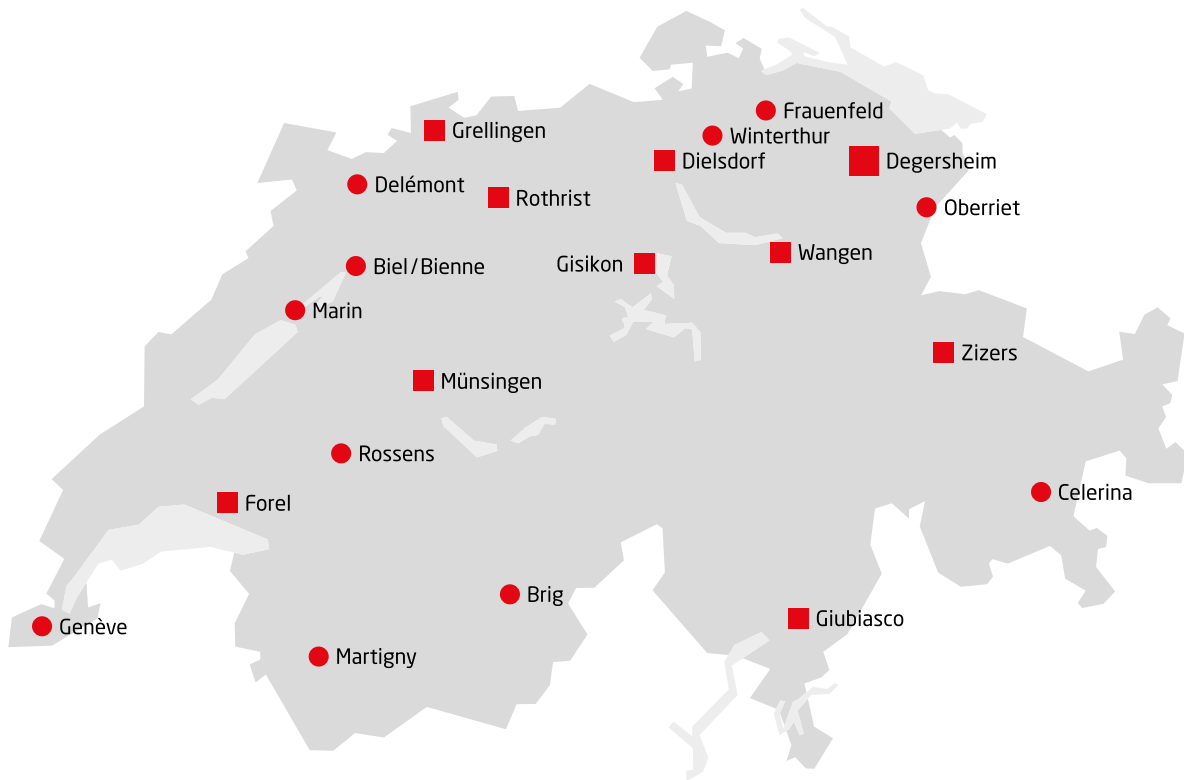 Frauenfeld
Grellingen
Winterthur
Dielsdorf
Degersheim
Delémont
Rothrist
Oberriet
Wangen
Gisikon
Biel/Bienne
Marin
Zizers
Münsingen
Rossens
Celerina
Forel
Brig
Giubiasco
Genève
Martigny